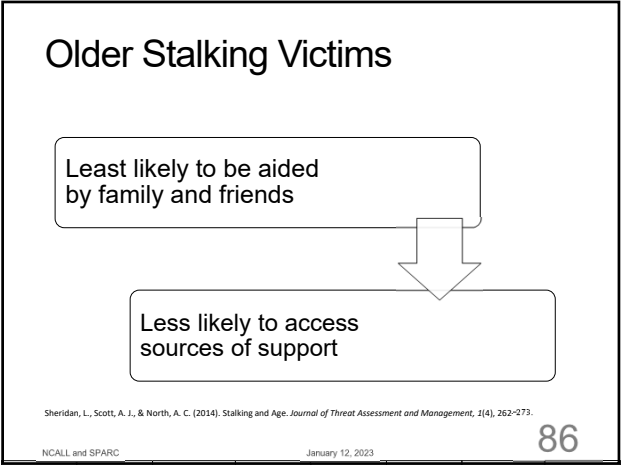 Older Stalking Victims
Least likely to be aided
by family and friends
Less likely to access
sources of support
Sheridan, L., Scott, A. J., & North, A. C. (2014). Stalking and Age. Journal of Threat Assessment and Management, 1(4), 262–273.
NCALL and SPARC
January 12, 2023
86